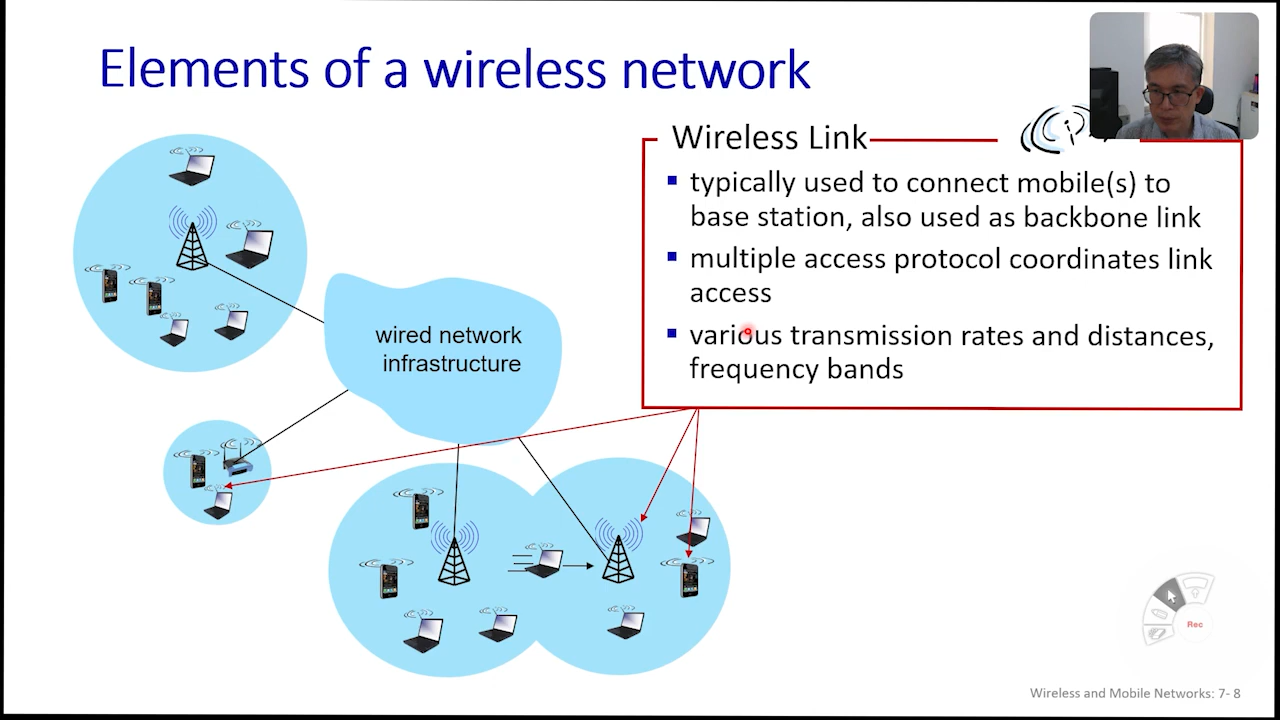 Elements of a wireless network
Wireless Link
typically used to connect mobile(s) to
base station, also used as backbone link
multiple access protocol coordinates link
access
various transmission rates and distances,
frequency bands
wired network
infrastructure
Rec
Wireless and Mobile Networks: 7- 8